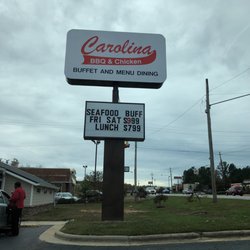 Carolina
BBQ & Chicken
BUFFET AND MENU DINING
SEAFOOD BUFF
FRI SAT $999
LUNCH $799